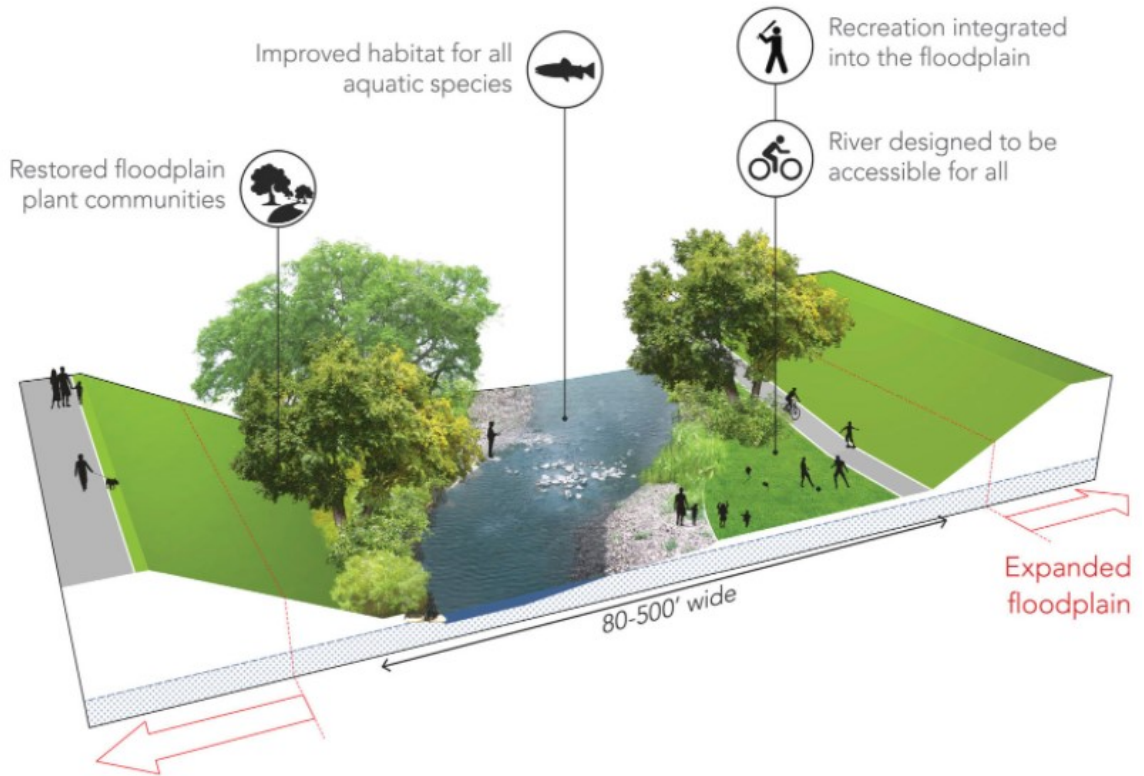 Improved habitat for all
aquatic species
Recreation integrated
into the floodplain
Restored floodplain
plant communities
River designed to be
accessible for all
80-500' wide
Expanded
floodplain